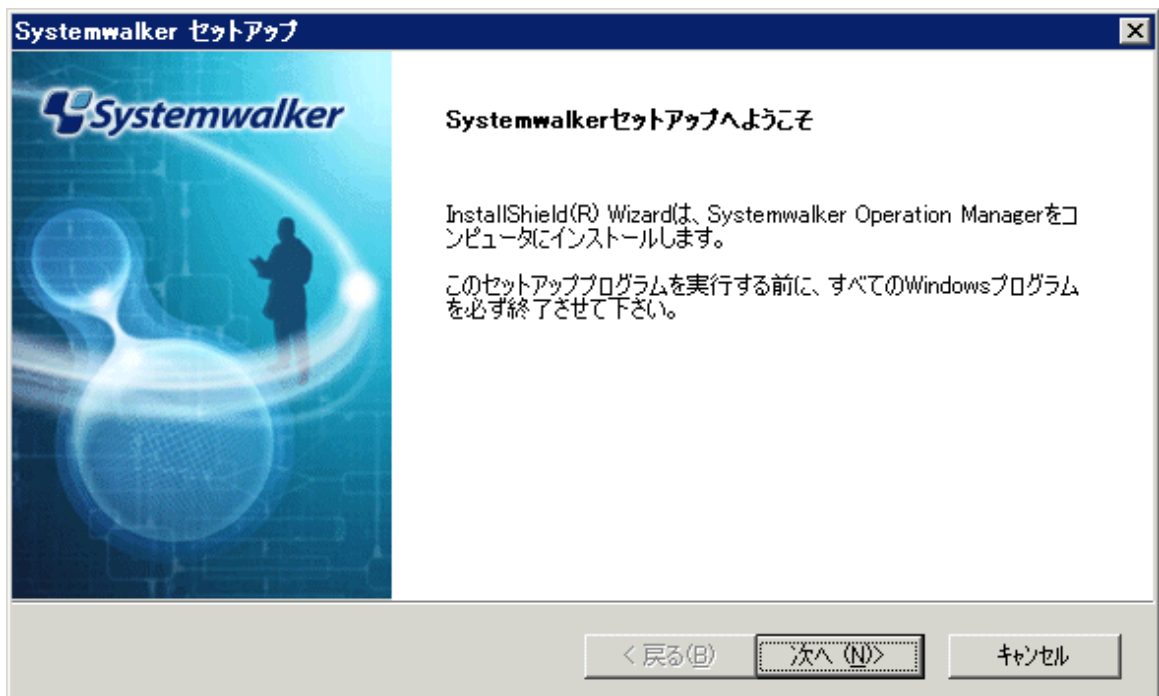 Systemwalker セットアップ
Systemwalker
Systemwalkerセットアップへようこそ
InstallShield(R) Wizardは、Systemwalker Operation Managerをコ
ンピュータにインストールします。
このセットアッププログラムを実行する前に、すべてのWindowsプログラム
を必ず終了させて下さい。
< 戻る(B)
次へ (N)>
キャンセル